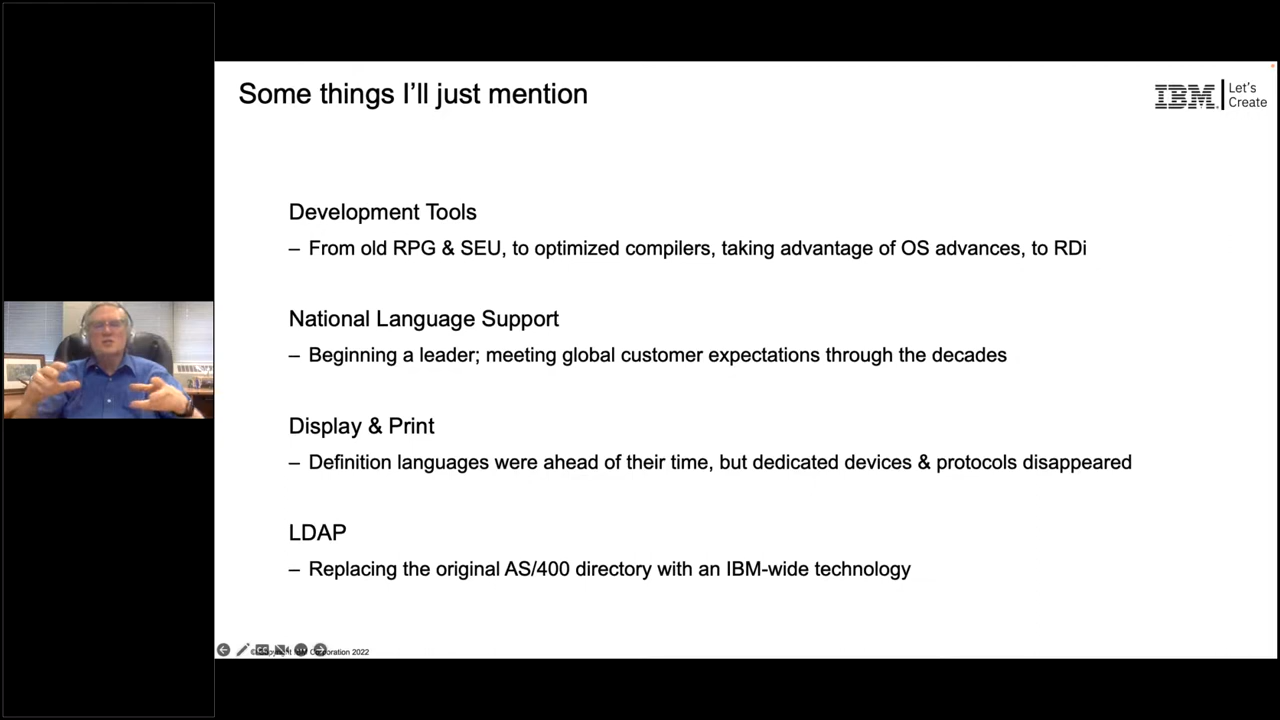 Some things I'll just mention
IBM
Let's
Create
Development Tools
– From old RPG & SEU, to optimized compilers, taking advantage of OS advances, to RDi
National Language Support
– Beginning a leader; meeting global customer expectations through the decades
Display & Print
– Definition languages were ahead of their time, but dedicated devices & protocols disappeared
LDAP
– Replacing the original AS/400 directory with an IBM-wide technology
Corporation 2022